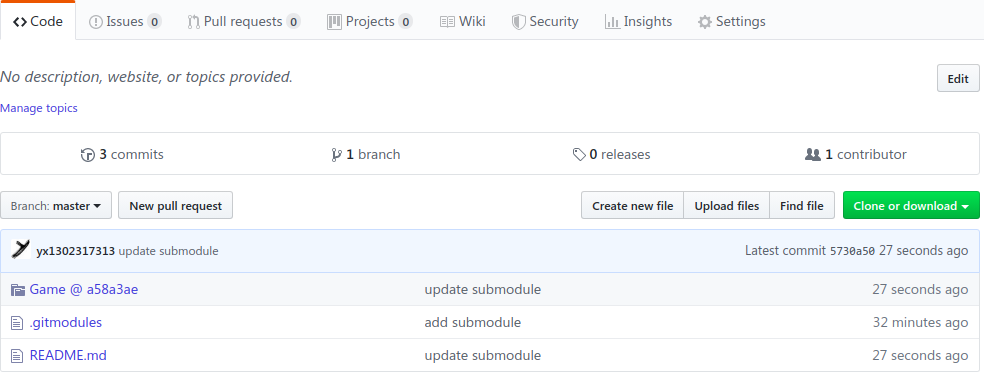 Code Issues 0 Pull requests 0 Projects 0 Wiki Security Insights Settings
No description, website, or topics provided. Edit
Manage topics
3 commits 1 branch 0 releases 1 contributor
Branch: master New pull request Create new file Upload files Find file Clone or download
yx1302317313 update submodule Latest commit 5730a50 27 seconds ago
Game @ a58a3ae update submodule 27 seconds ago
.gitmodules add submodule 32 minutes ago
README.md update submodule 27 seconds ago